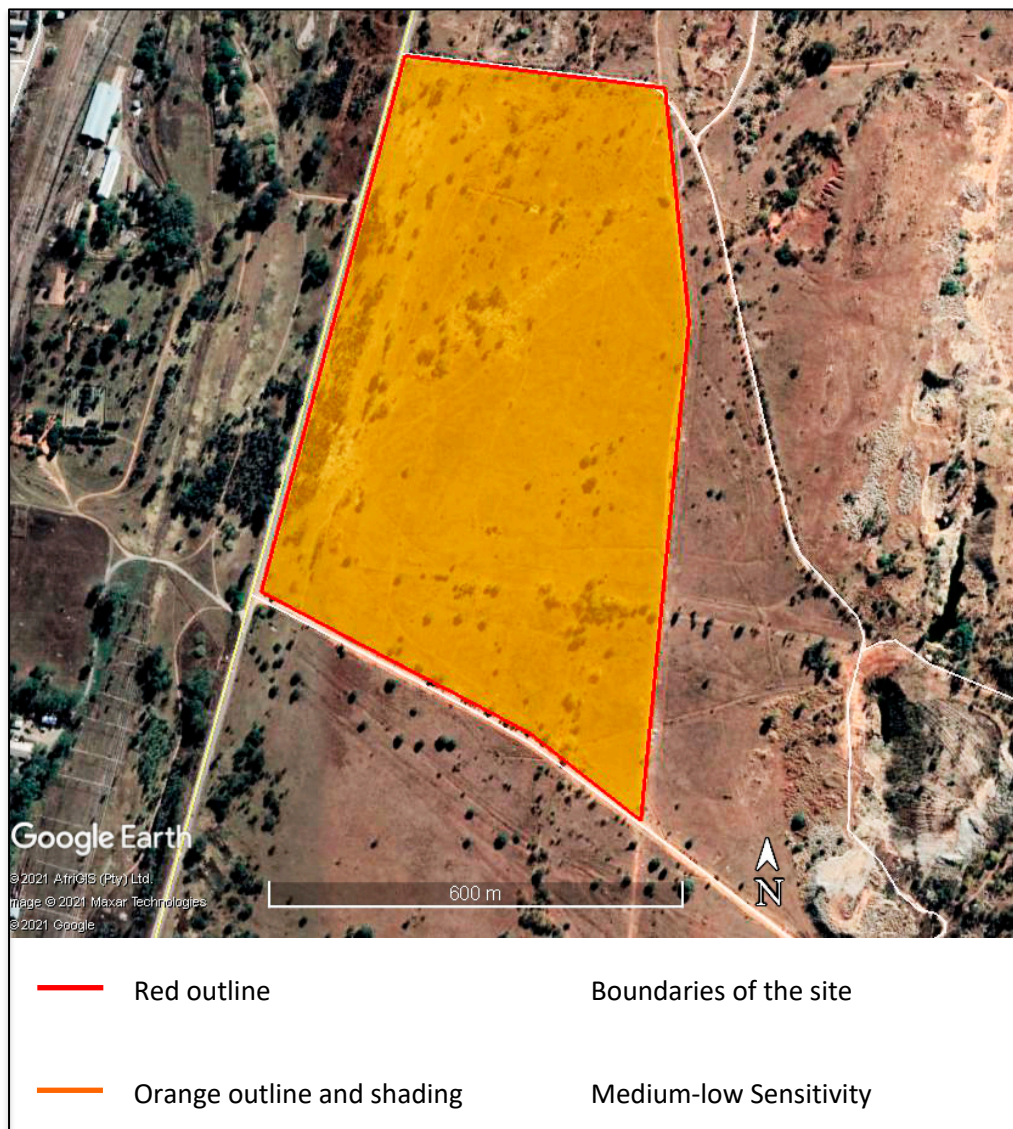 Google Earth
© 2021 AfriGIS (Pty) Ltd.
mage © 2021 Maxar Technologies
© 2021 Google
600 m
N
Red outline Boundaries of the site
Orange outline and shading Medium-low Sensitivity